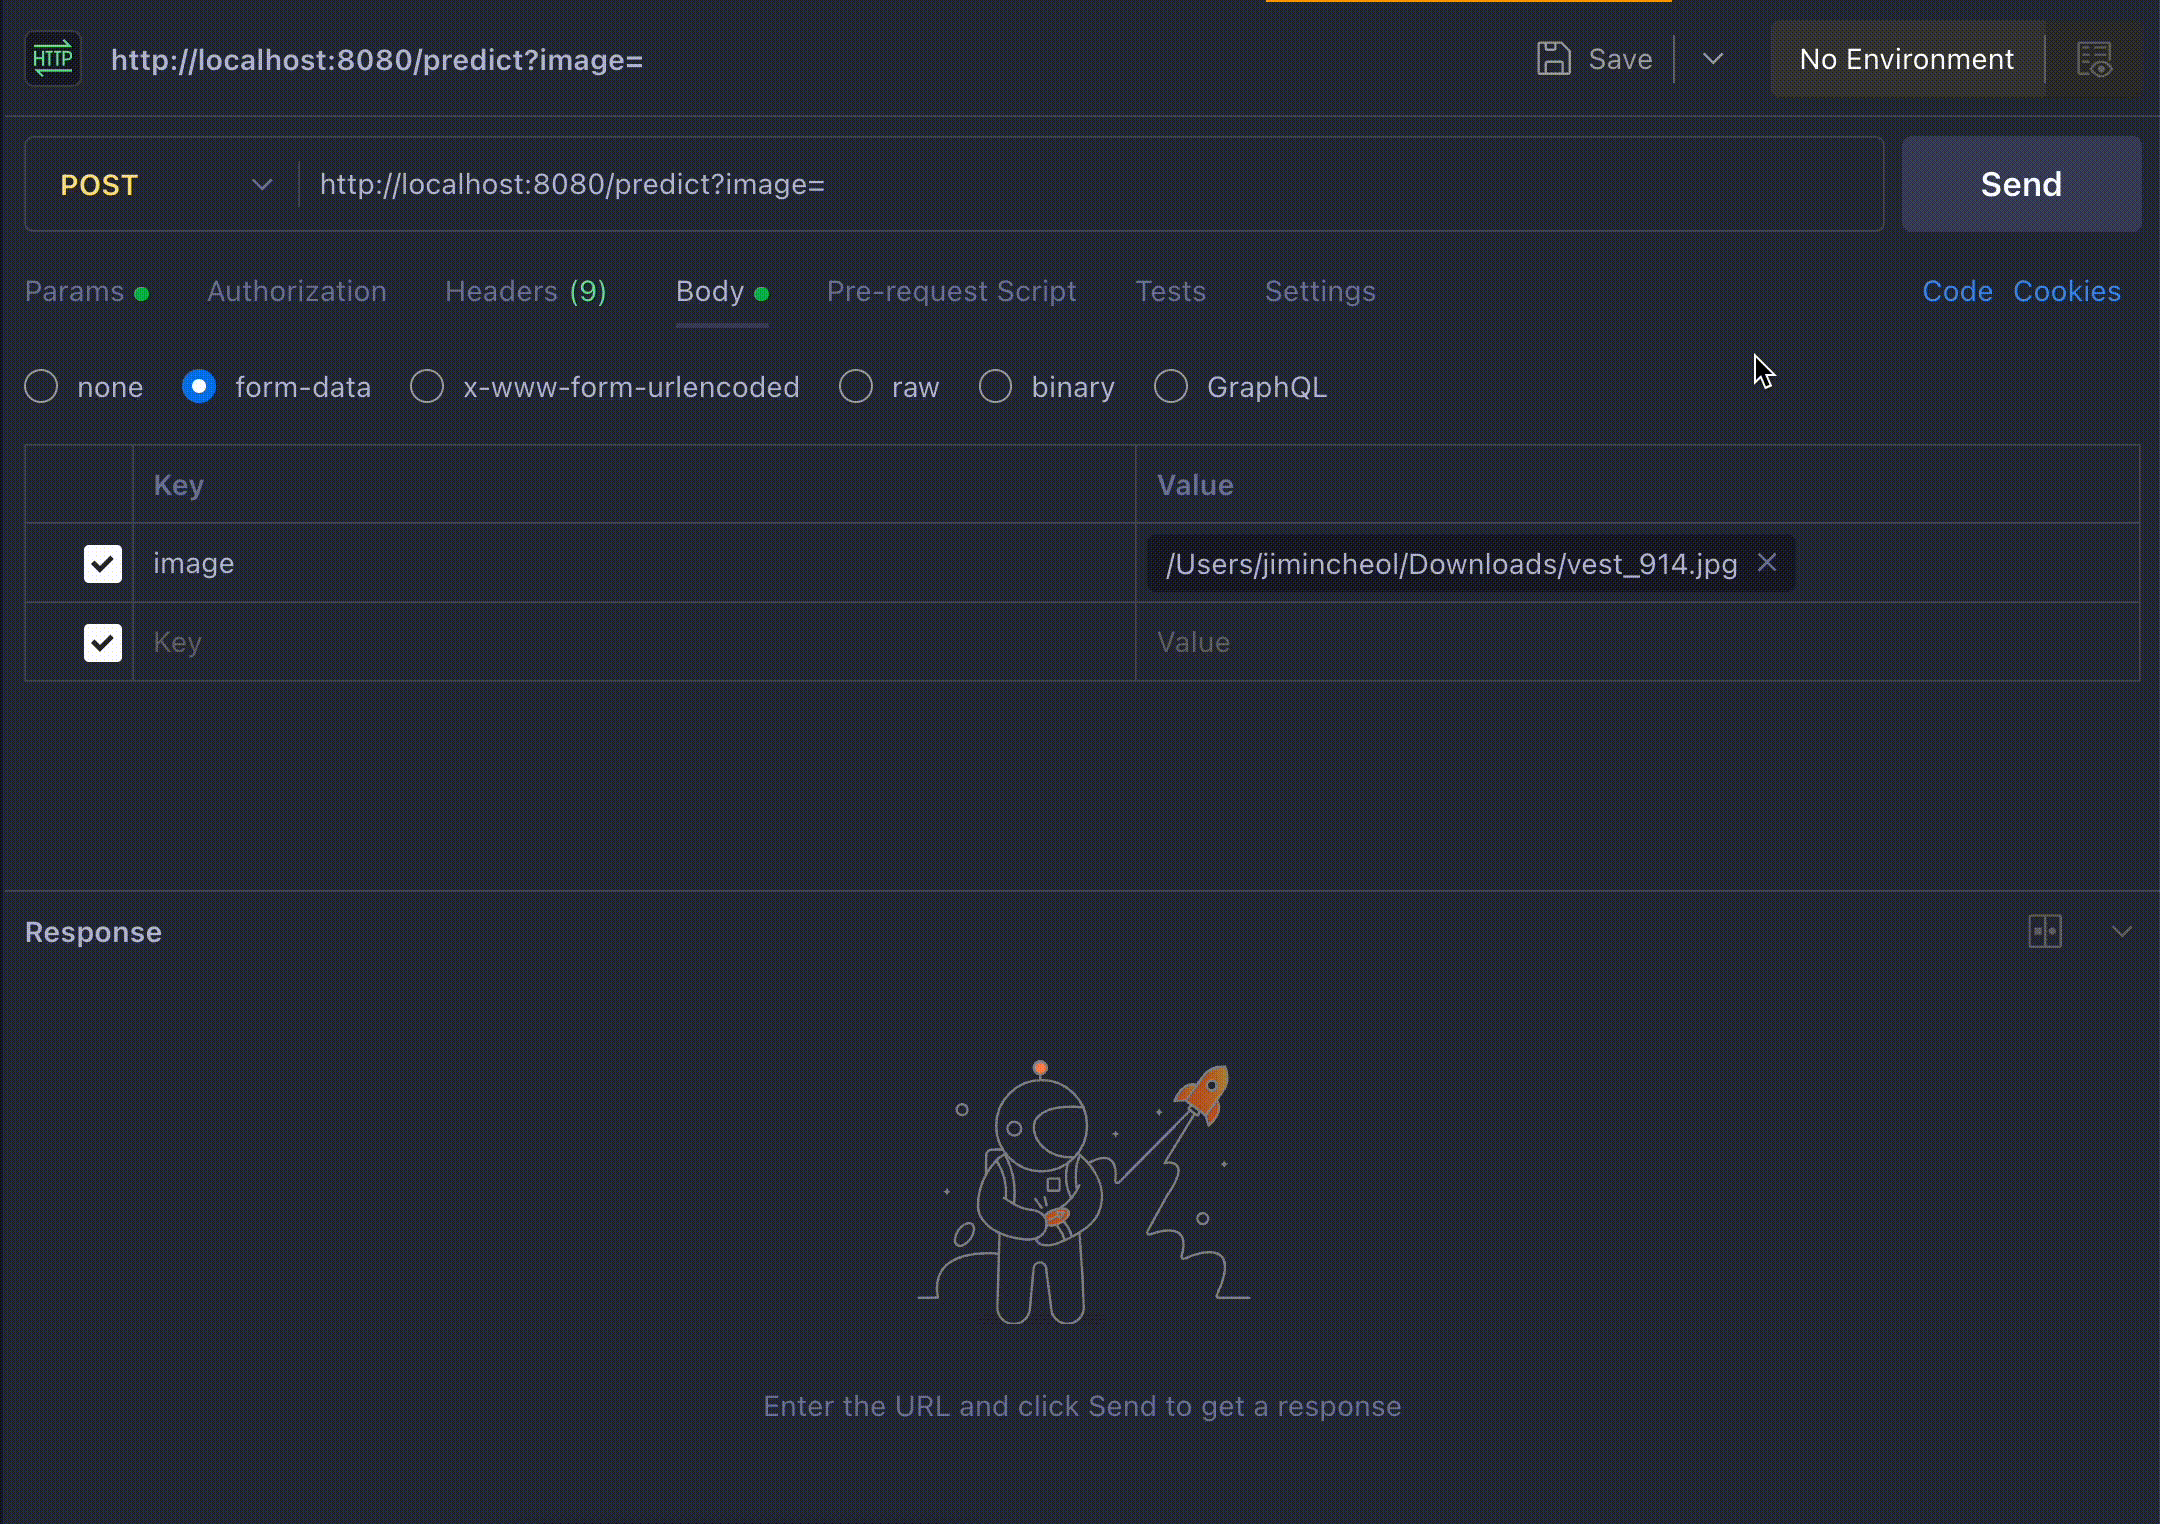 HTTP http://localhost:8080/predict?image= Save No Environment
POST http://localhost:8080/predict?image= Send
Params Authorization Headers (9) Body Pre-request Script Tests Settings Code Cookies
none form-data x-www-form-urlencoded raw binary GraphQL
Key Value
image /Users/jimincheol/Downloads/vest_914.jpg
Key Value
Response
Enter the URL and click Send to get a response